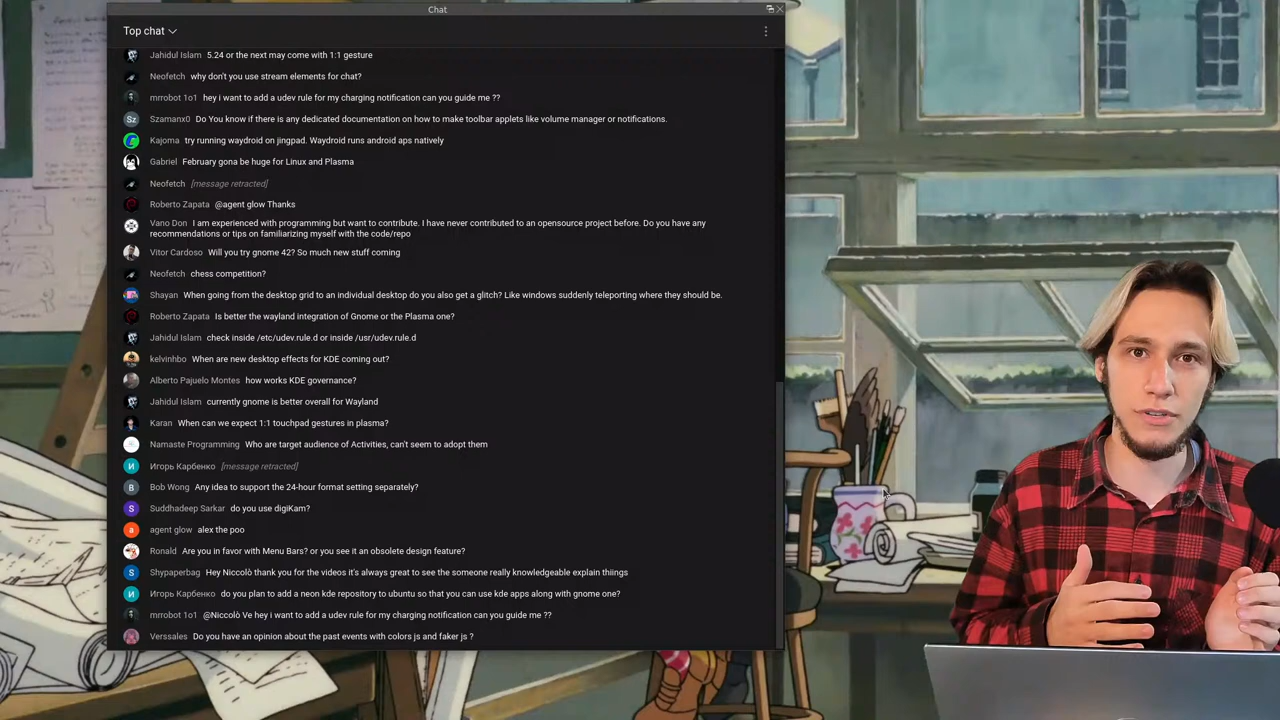 Chat
Top chat
Jahidul Islam 5.24 or the next may come with 1:1 gesture
Neofetch why don't you use stream elements for chat?
mrrobot 1o1 hey i want to add a udev rule for my charging notification can you guide me ??
Sz Szamanx0 Do You know if there is any dedicated documentation on how to make toolbar applets like volume manager or notifications.
Kajoma try running waydroid on jingpad. Waydroid runs android aps natively
Gabriel February gona be huge for Linux and Plasma
Neofetch [message retracted]
Roberto Zapata @agent glow Thanks
Vano Don I am experienced with programming but want to contribute. I have never contributed to an opensource project before. Do you have any
recommendations or tips on familiarizing myself with the code/repo
Vitor Cardoso Will you try gnome 42? So much new stuff coming
Neofetch chess competition?
Shayan When going from the desktop grid to an individual desktop do you also get a glitch? Like windows suddenly teleporting where they should be.
Roberto Zapata Is better the wayland integration of Gnome or the Plasma one?
Jahidul Islam check inside /etc/udev.rule.d or inside /usr/udev.rule.d
kelvinhbo When are new desktop effects for KDE coming out?
Alberto Pajuelo Montes how works KDE governance?
Jahidul Islam currently gnome is better overall for Wayland
Karan When can we expect 1:1 touchpad gestures in plasma?
Namaste Programming Who are target audience of Activities, can't seem to adopt them
И Игорь Карбенко [message retracted]
B Bob Wong Any idea to support the 24-hour format setting separately?
S Suddhadeep Sarkar do you use digiKam?
a agent glow alex the poo
Ronald Are you in favor with Menu Bars? or you see it an obsolete design feature?
S Shypaperbag Hey Niccolò thank you for the videos it's always great to see the someone really knowledgeable explain thiings
И Игорь Карбенко do you plan to add a neon kde repository to ubuntu so that you can use kde apps along with gnome one?
mrrobot 1o1 @Niccolò Ve hey i want to add a udev rule for my charging notification can you guide me ??
Verssales Do you have an opinion about the past events with colors js and faker js ?